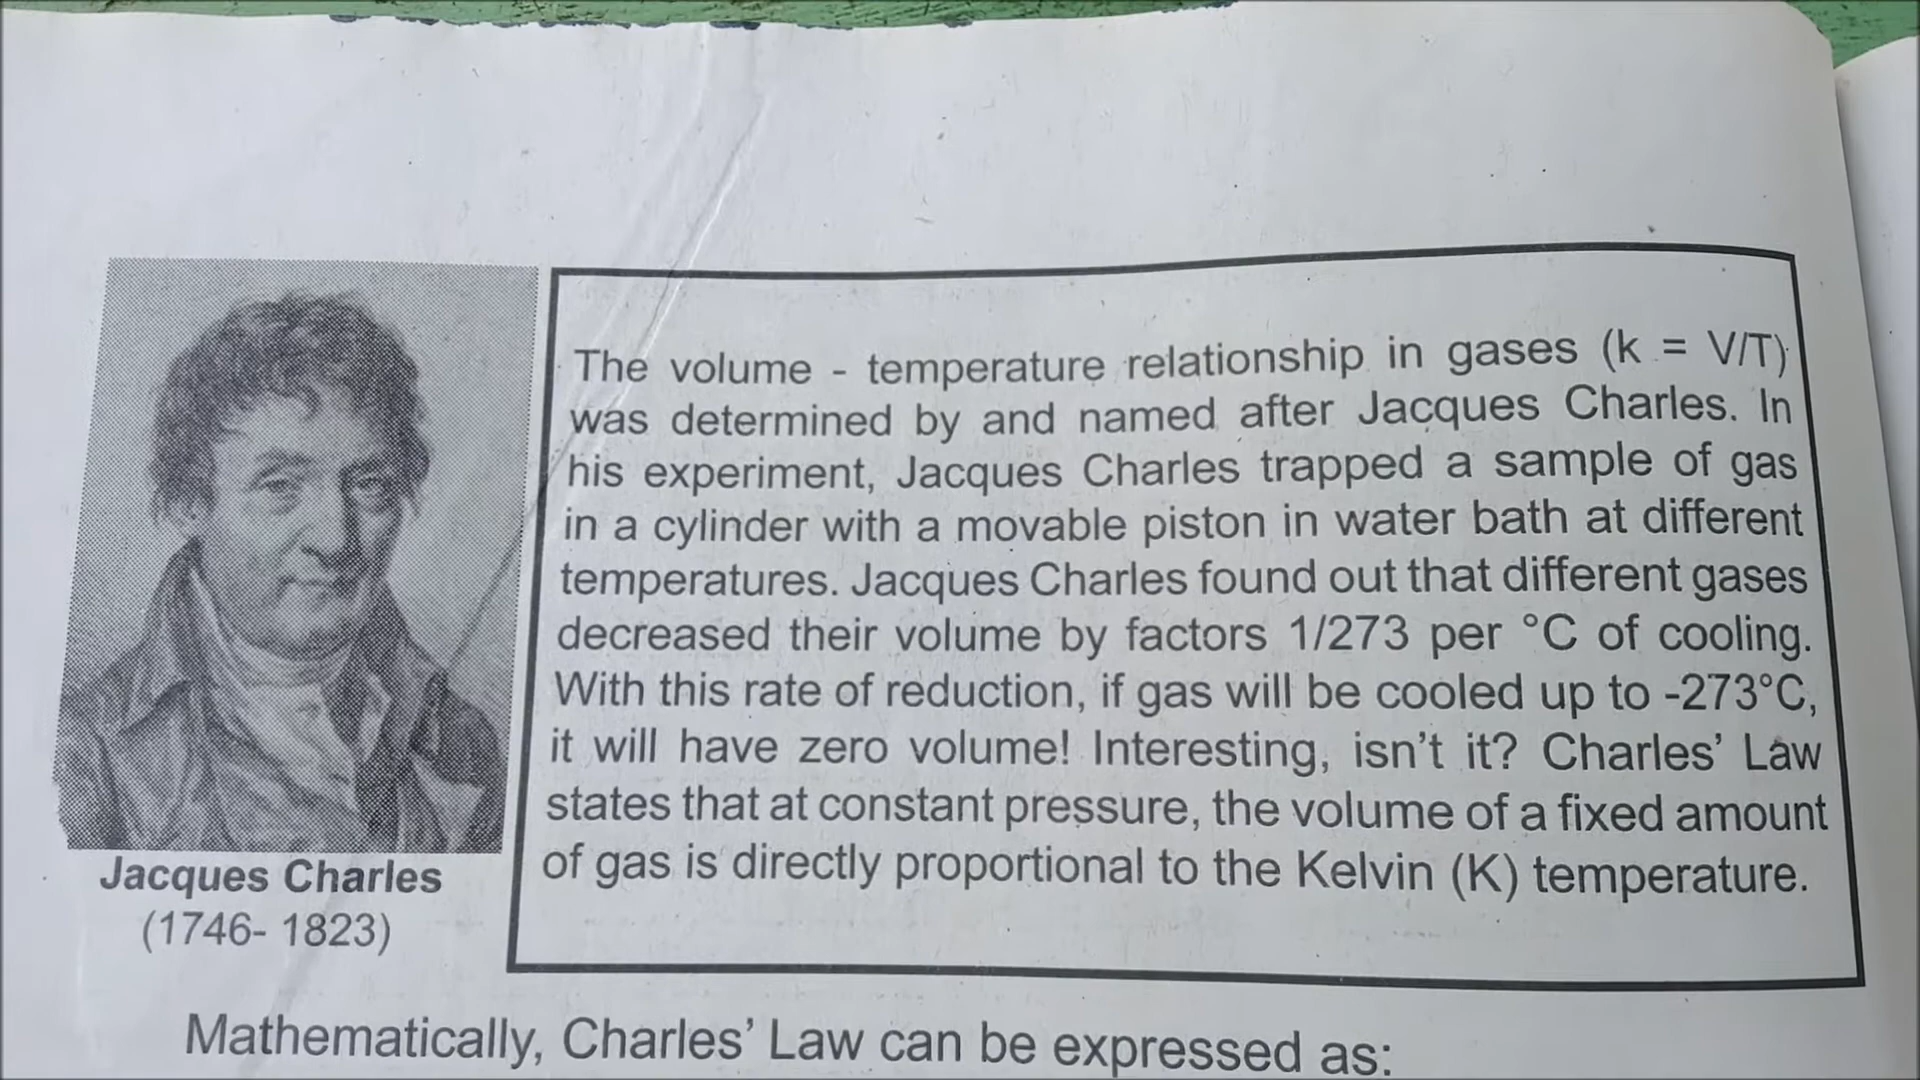 The volume - temperature relationship in gases (k = V/T)
was determined by and named after Jacques Charles. In
his experiment, Jacques Charles trapped a sample of gas
in a cylinder with a movable piston in water bath at different
temperatures. Jacques Charles found out that different gases
decreased their volume by factors 1/273 per °C of cooling.
With this rate of reduction, if gas will be cooled up to -273°C,
it will have zero volume! Interesting, isn't it? Charles' Law
states that at constant pressure, the volume of a fixed amount
of gas is directly proportional to the Kelvin (K) temperature.
Jacques Charles
(1746- 1823)
Mathematically, Charles' Law can be expressed as: